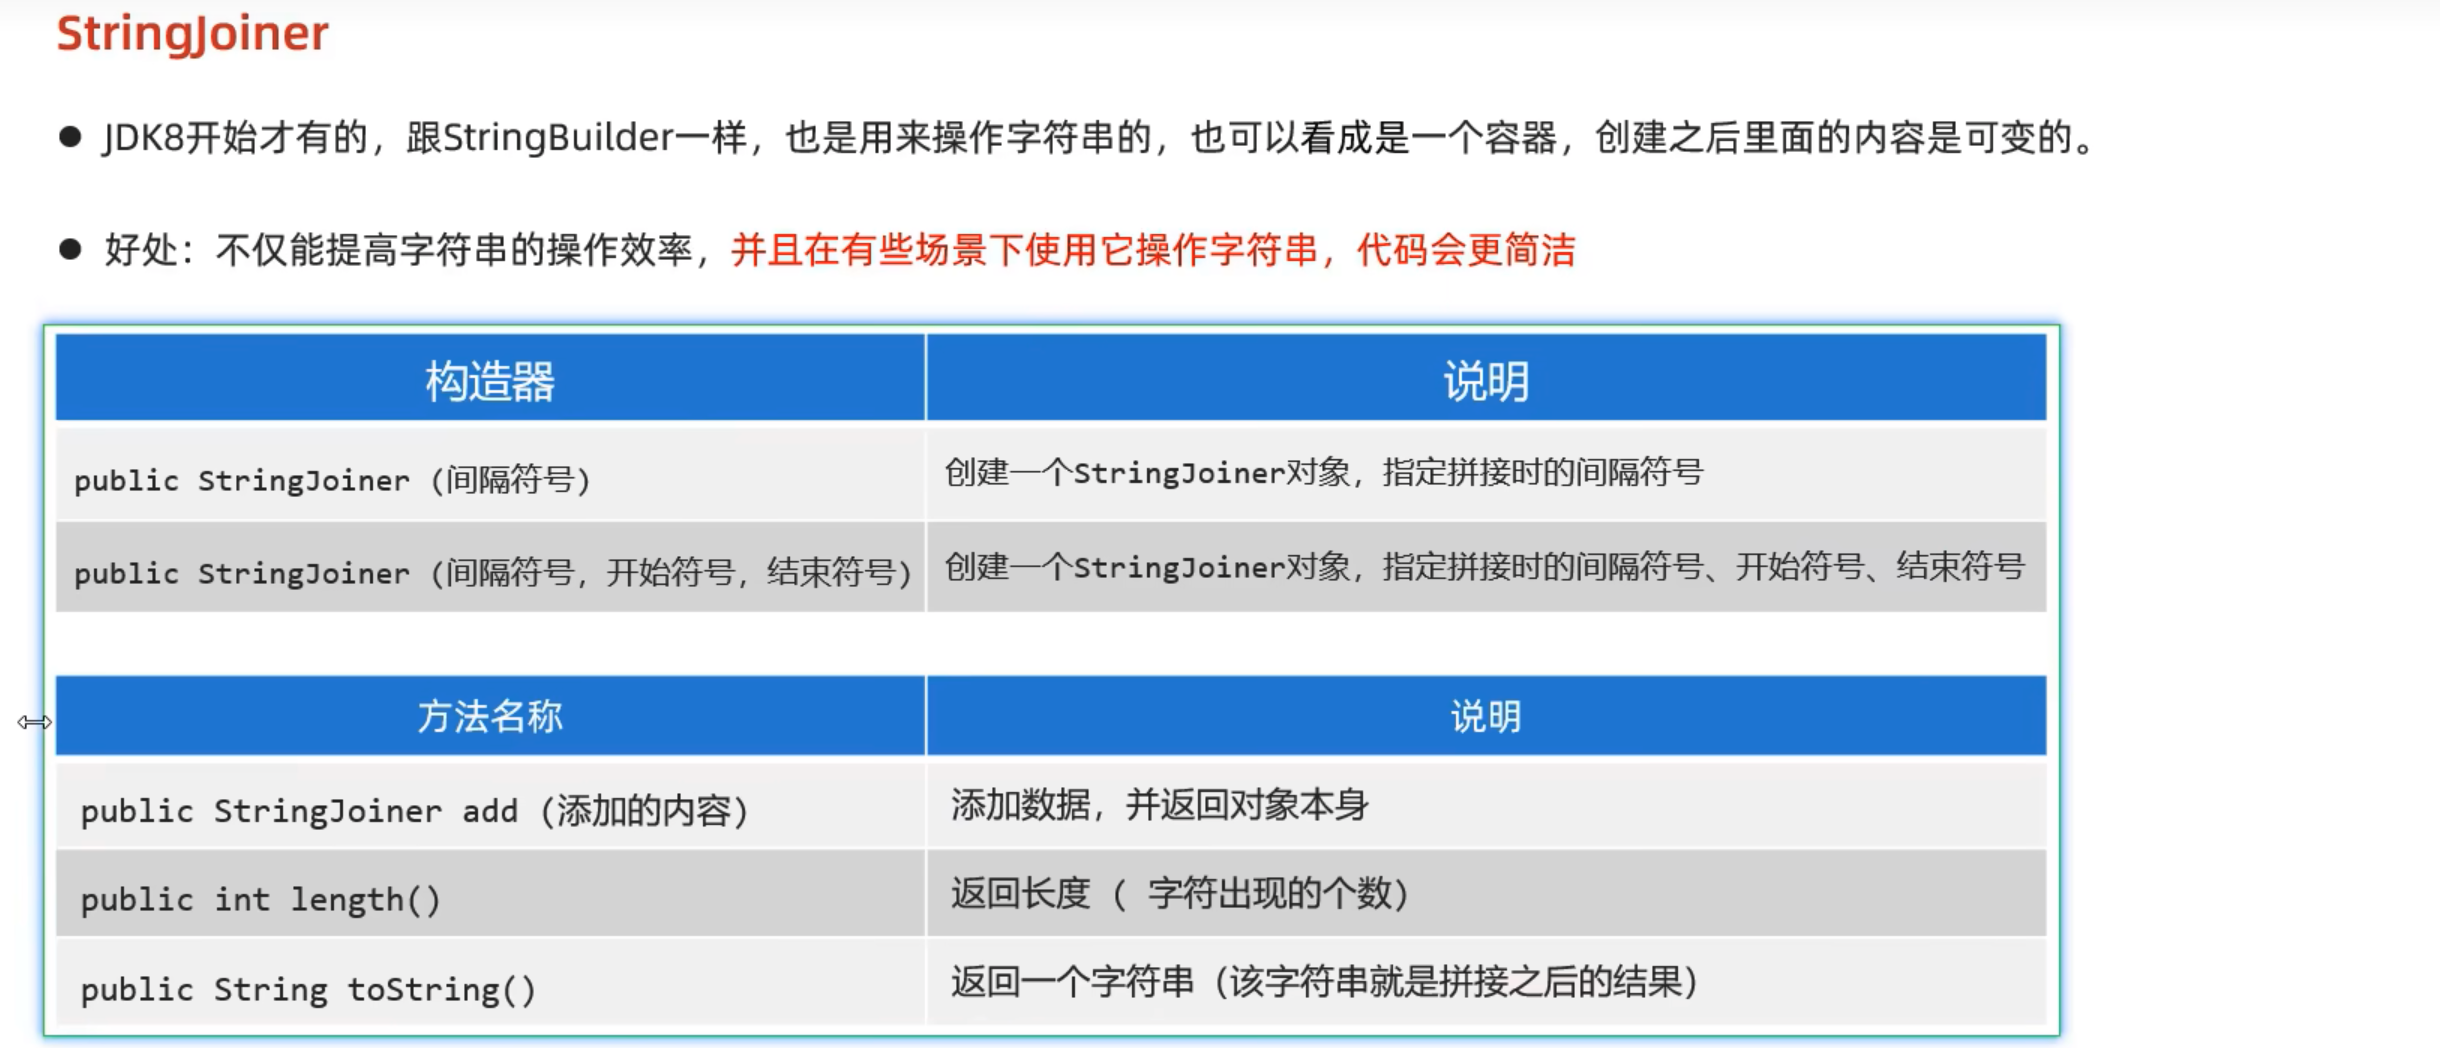 StringJoiner
● JDK8开始才有的，跟StringBuilder一样，也是用来操作字符串的，也可以看成是一个容器，创建之后里面的内容是可变的。
● 好处：不仅能提高字符串的操作效率，并且在有些场景下使用它操作字符串，代码会更简洁
构造器 说明
public StringJoiner (间隔符号) 创建一个StringJoiner对象，指定拼接时的间隔符号
public StringJoiner (间隔符号，开始符号，结束符号) 创建一个StringJoiner对象，指定拼接时的间隔符号、开始符号、结束符号
方法名称 说明
public StringJoiner add (添加的内容) 添加数据，并返回对象本身
public int length() 返回长度 ( 字符出现的个数)
public String toString() 返回一个字符串（该字符串就是拼接之后的结果）